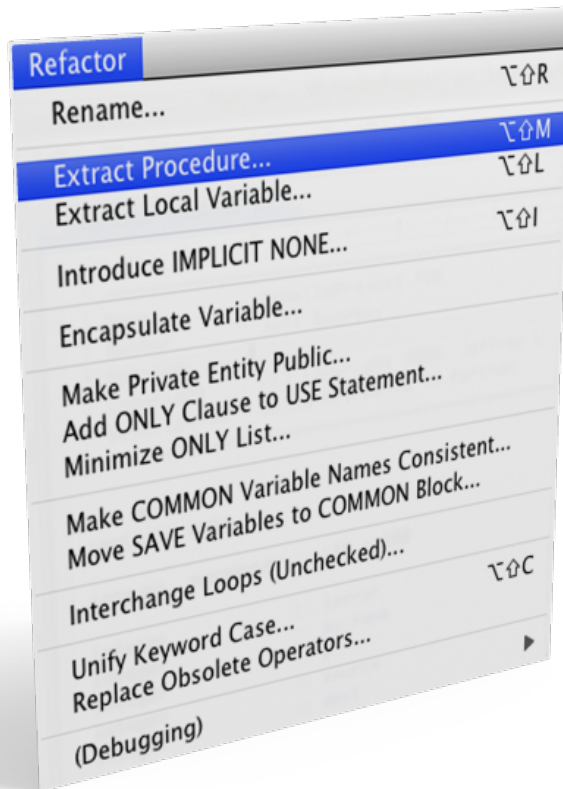 Refactor
Rename... ⌥⇧R
Extract Procedure... ⌥⇧M
Extract Local Variable... ⌥⇧L
Introduce IMPLICIT NONE... ⌥⇧I
Encapsulate Variable...
Make Private Entity Public...
Add ONLY Clause to USE Statement...
Minimize ONLY List...
Make COMMON Variable Names Consistent...
Move SAVE Variables to COMMON Block...
Interchange Loops (Unchecked)...
Unify Keyword Case... ⌥⇧C
Replace Obsolete Operators...
(Debugging)